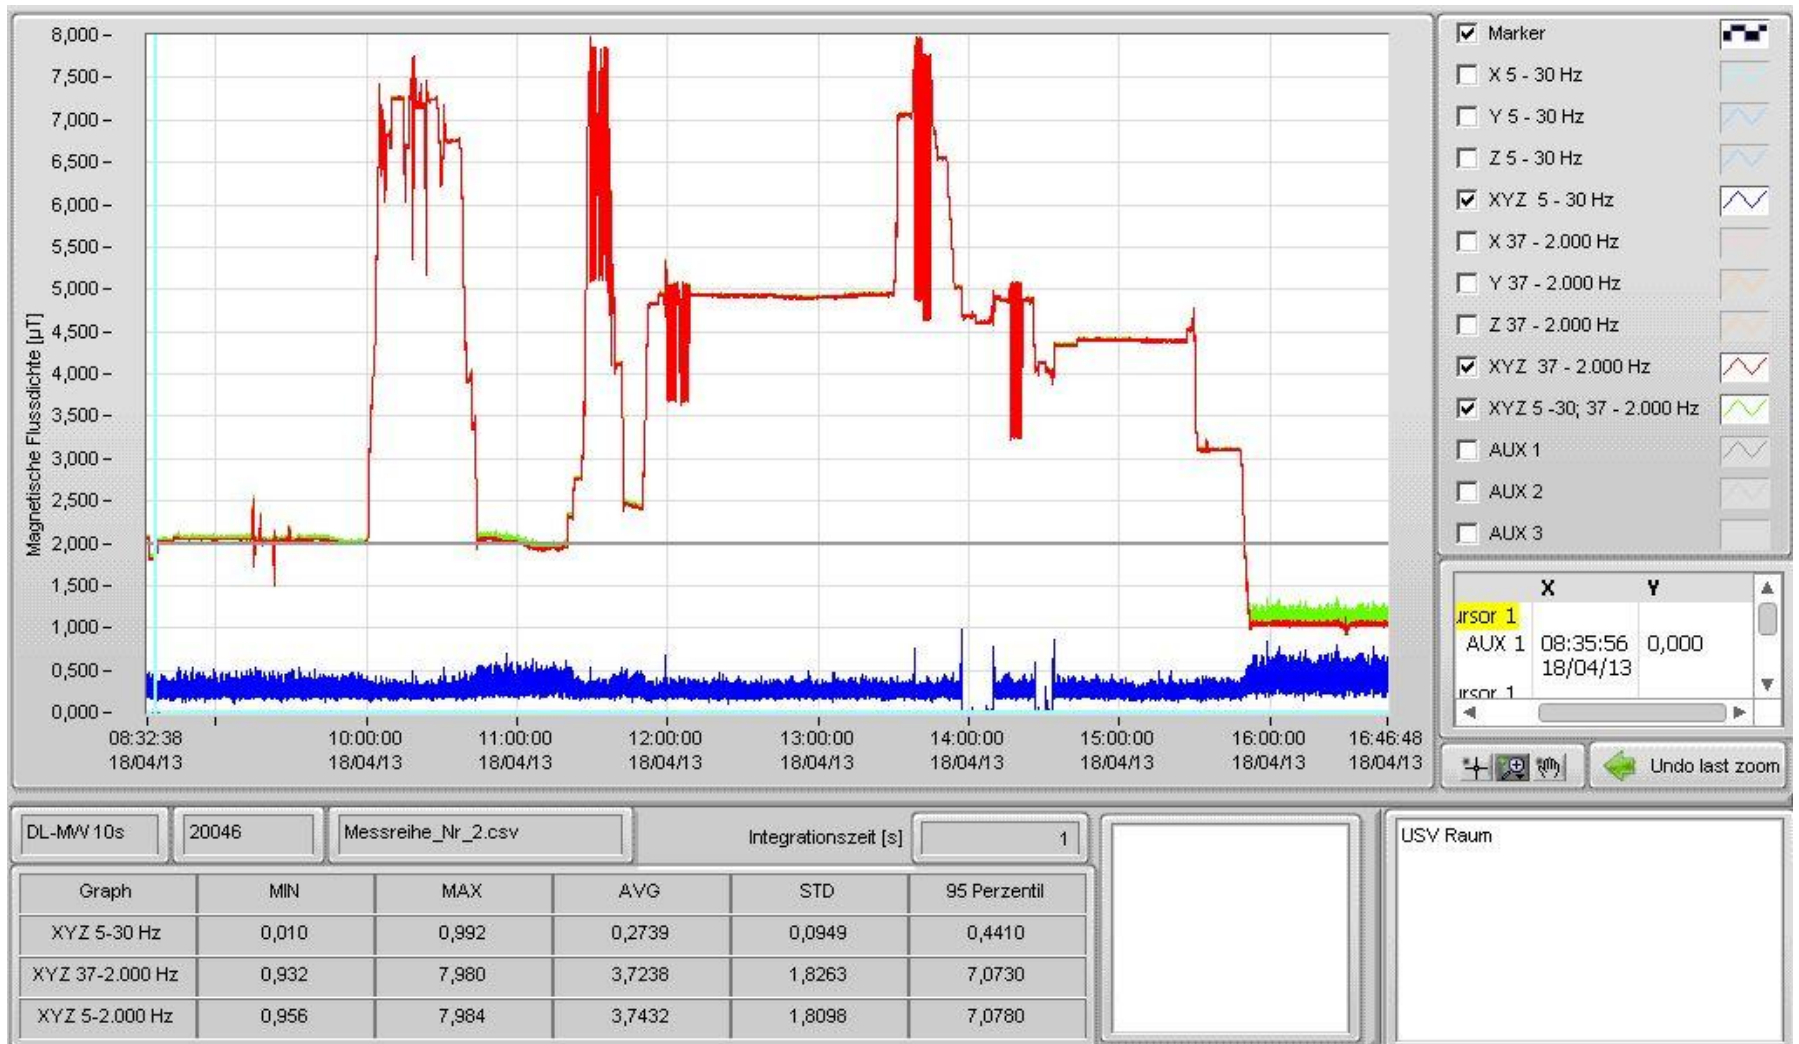 8,000
7,500
7,000
6,500
6,000
5,500
5,000
4,500
4,000
3,500
3,000
2,500
2,000
1,500
1,000
0,500
0,000
Magnetische Flussdichte [µT]
08:32:38 10:00:00 11:00:00 12:00:00 13:00:00 14:00:00 15:00:00 16:00:00 16:46:48
18/04/13 18/04/13 18/04/13 18/04/13 18/04/13 18/04/13 18/04/13 18/04/13 18/04/13
Marker
X 5 - 30 Hz
Y 5 - 30 Hz
Z 5 - 30 Hz
XYZ 5 - 30 Hz
X 37 - 2.000 Hz
Y 37 - 2.000 Hz
Z 37 - 2.000 Hz
XYZ 37 - 2.000 Hz
XYZ 5 -30; 37 - 2.000 Hz
AUX 1
AUX 2
AUX 3
X Y
ursor 1
AUX 1 08:35:56 0,000
18/04/13
ursor 1
Undo last zoom
DL-MW 10s 20046 Messreihe_Nr_2.csv Integrationszeit [s] 1
Graph MIN MAX AVG STD 95 Perzentil
XYZ 5-30 Hz 0,010 0,992 0,2739 0,0949 0,4410
XYZ 37-2.000 Hz 0,932 7,980 3,7238 1,8263 7,0730
XYZ 5-2.000 Hz 0,956 7,984 3,7432 1,8098 7,0780
USV Raum